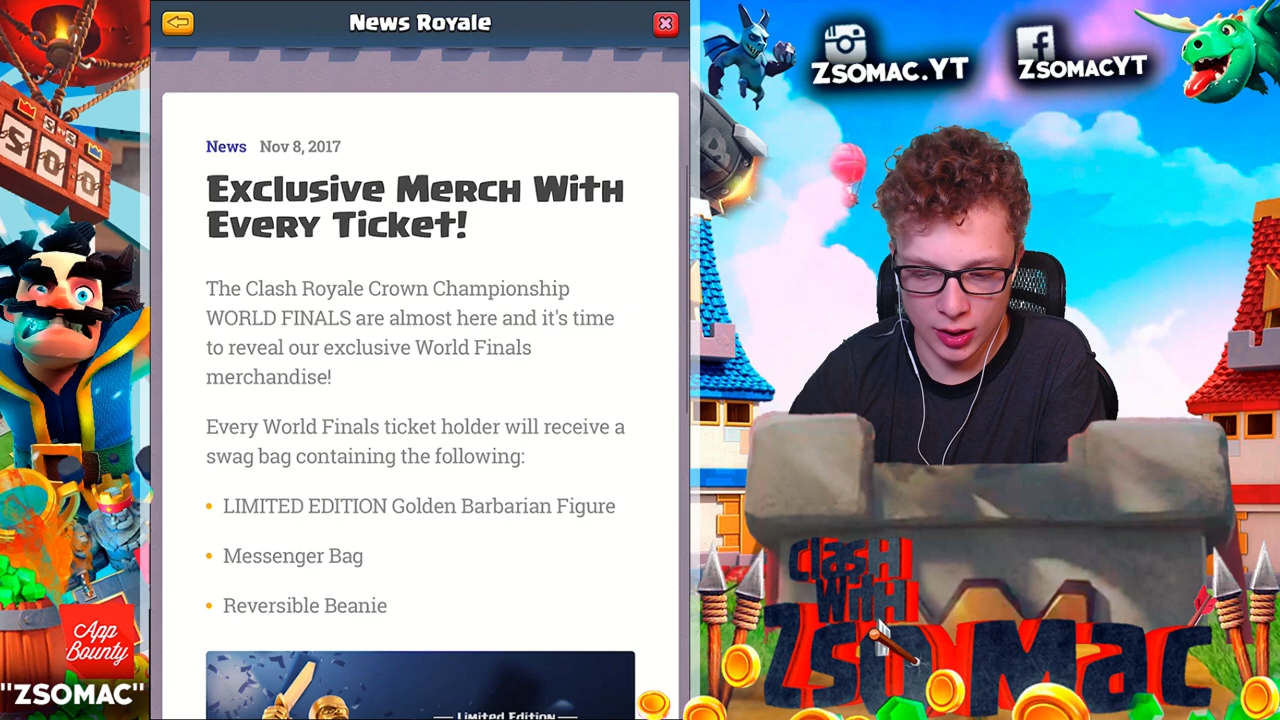 News Royale
News Nov 8, 2017
Exclusive Merch With
Every Ticket!
The Clash Royale Crown Championship
WORLD FINALS are almost here and it's time
to reveal our exclusive World Finals
merchandise!
Every World Finals ticket holder will receive a
swag bag containing the following:
• LIMITED EDITION Golden Barbarian Figure
• Messenger Bag
• Reversible Beanie
Limited Edition
ZSOMAC.YT
ZSOMACYT
500
App
Bounty
"ZSOMAC"
Clash
With
ZSOMAC